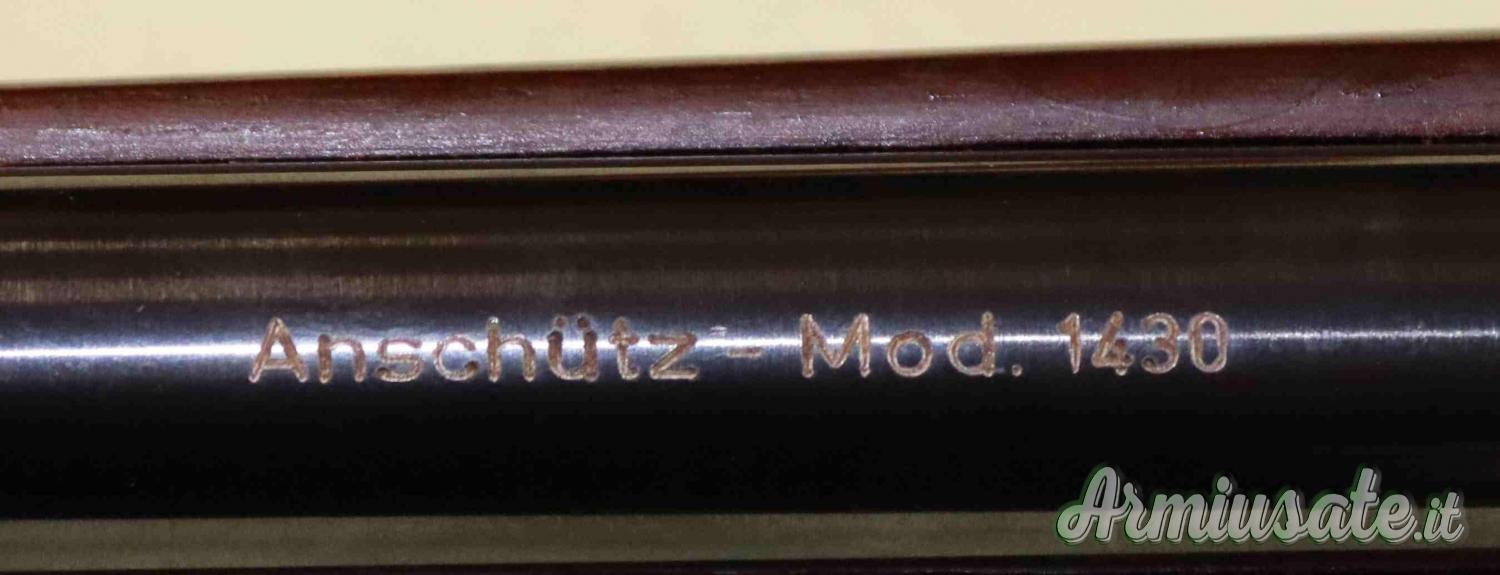 Anschütz - Mod. 1430
Armiusate.it